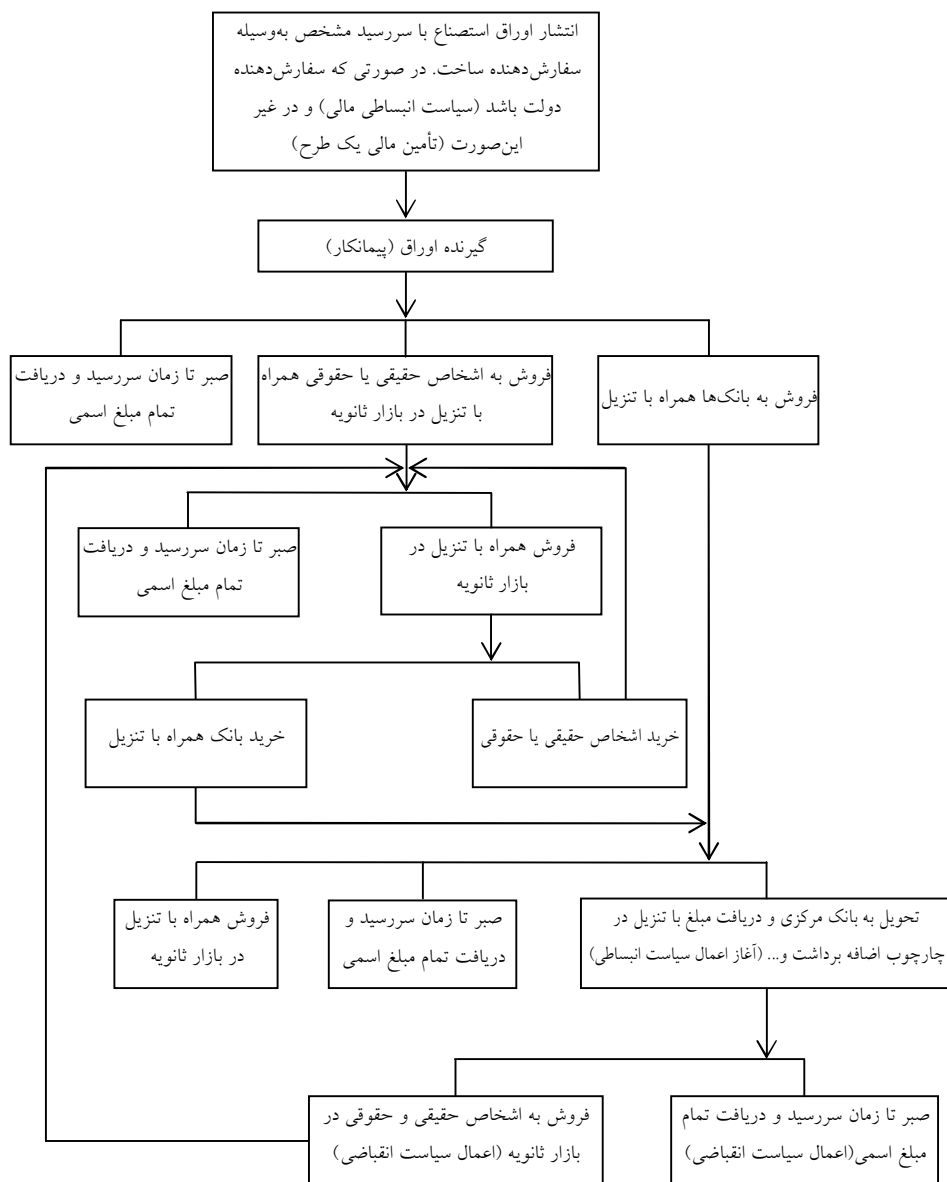 انتشار اوراق استصناع با سررسید مشخص به‌وسیله
سفارش‌دهنده ساخت. در صورتی که سفارش‌دهنده
دولت باشد (سیاست انبساطی مالی) و در غیر
این‌صورت (تأمین مالی یک طرح)
گیرنده اوراق (پیمانکار)
فروش به بانک‌ها همراه با تنزیل
فروش به اشخاص حقیقی یا حقوقی همراه
با تنزیل در بازار ثانویه
صبر تا زمان سررسید و دریافت
تمام مبلغ اسمی
فروش همراه با تنزیل در
بازار ثانویه
صبر تا زمان سررسید و دریافت
تمام مبلغ اسمی
خرید اشخاص حقیقی یا حقوقی
خرید بانک همراه با تنزیل
تحویل به بانک مرکزی و دریافت مبلغ با تنزیل در
چارچوب اضافه برداشت و... (آغاز اعمال سیاست انبساطی)
صبر تا زمان سررسید و
دریافت تمام مبلغ اسمی
فروش همراه با تنزیل
در بازار ثانویه
صبر تا زمان سررسید و دریافت تمام
مبلغ اسمی(اعمال سیاست انقباضی)
فروش به اشخاص حقیقی و حقوقی در
بازار ثانویه (اعمال سیاست انقباضی)